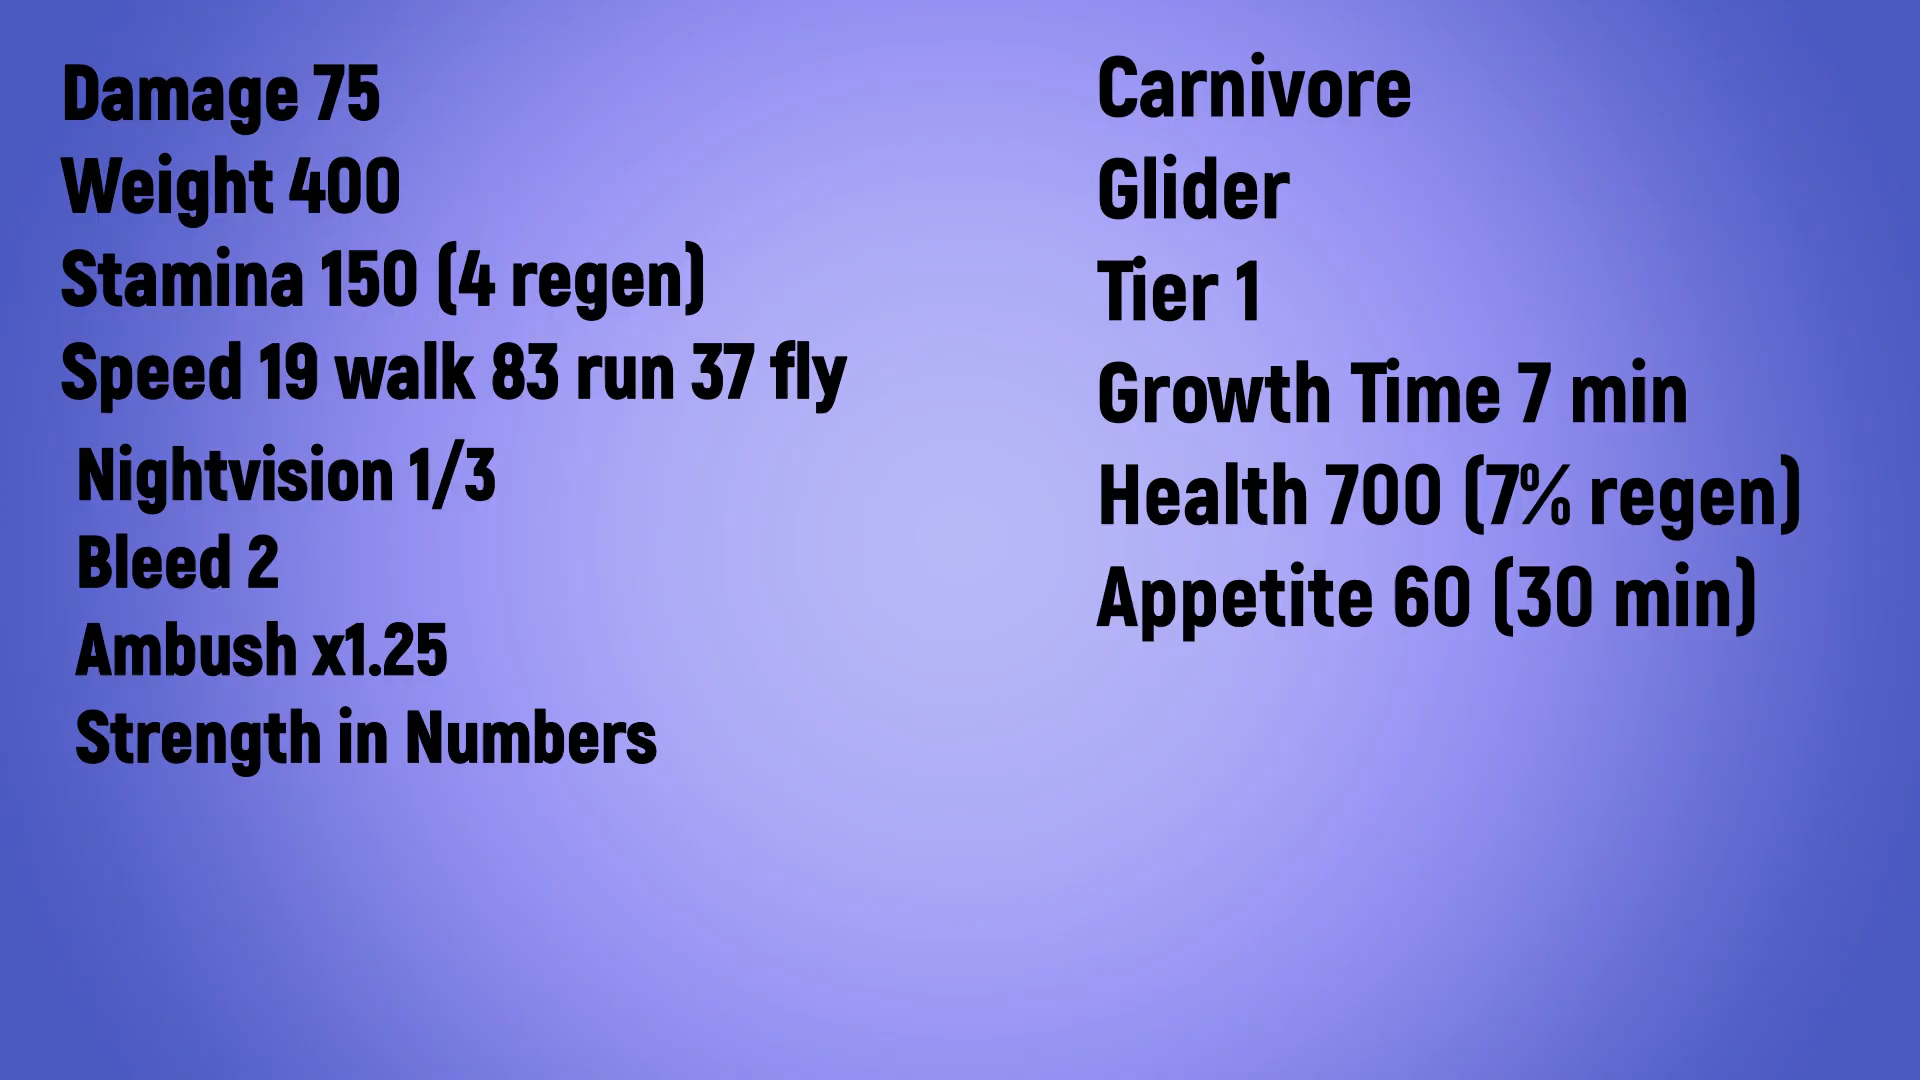 Damage 75
Weight 400
Stamina 150 (4 regen)
Speed 19 walk 83 run 37 fly
Nightvision 1/3
Bleed 2
Ambush x1.25
Strength in Numbers
Carnivore
Glider
Tier 1
Growth Time 7 min
Health 700 (7% regen)
Appetite 60 (30 min)